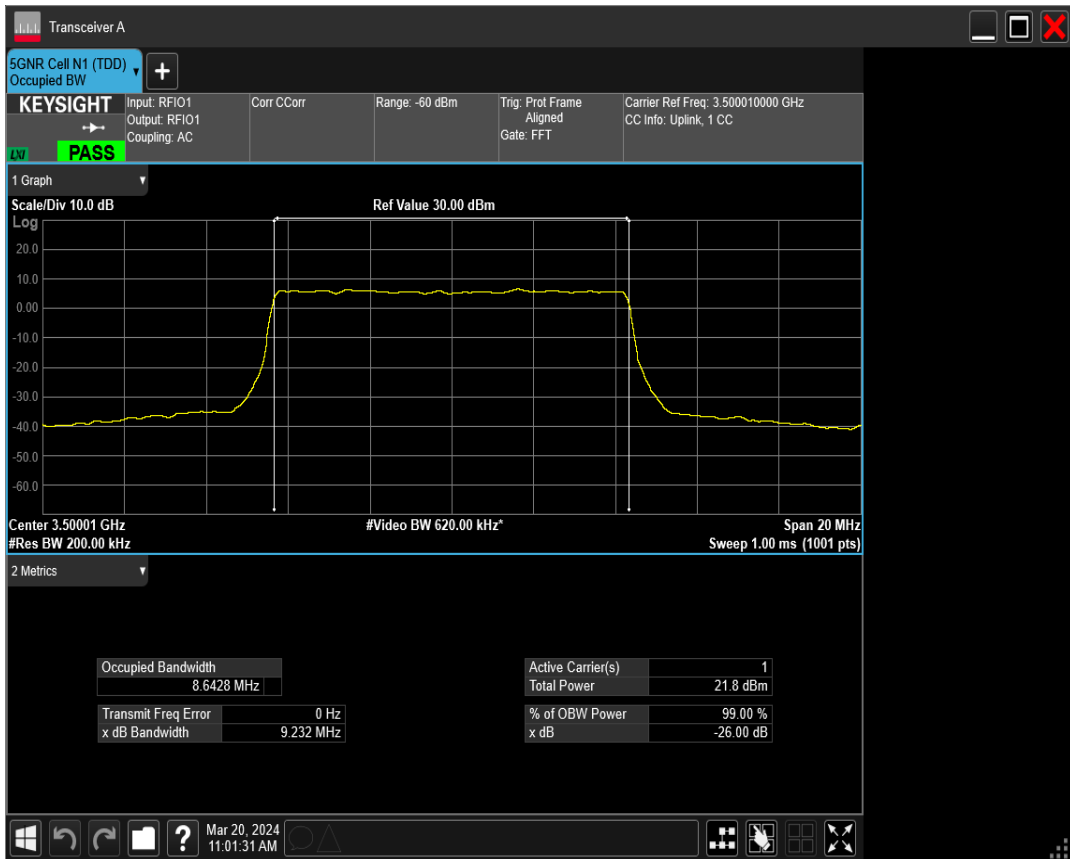 Transceiver A
5GNR Cell N1 (TDD)
Occupied BW
+
KEYSIGHT
LXI
PASS
Input: RFIO1
Output: RFIO1
Coupling: AC
Corr CCorr
Range: -60 dBm
Trig: Prot Frame
Aligned
Gate: FFT
Carrier Ref Freq: 3.500010000 GHz
CC Info: Uplink, 1 CC
1 Graph
Scale/Div 10.0 dB
Ref Value 30.00 dBm
Log
20.0
10.0
0.00
-10.0
-20.0
-30.0
-40.0
-50.0
-60.0
Center 3.50001 GHz
#Video BW 620.00 kHz*
Span 20 MHz
#Res BW 200.00 kHz
Sweep 1.00 ms (1001 pts)
2 Metrics
Occupied Bandwidth
8.6428 MHz
Transmit Freq Error 0 Hz
x dB Bandwidth 9.232 MHz
Active Carrier(s) 1
Total Power 21.8 dBm
% of OBW Power 99.00 %
x dB -26.00 dB
?
Mar 20, 2024
11:01:31 AM